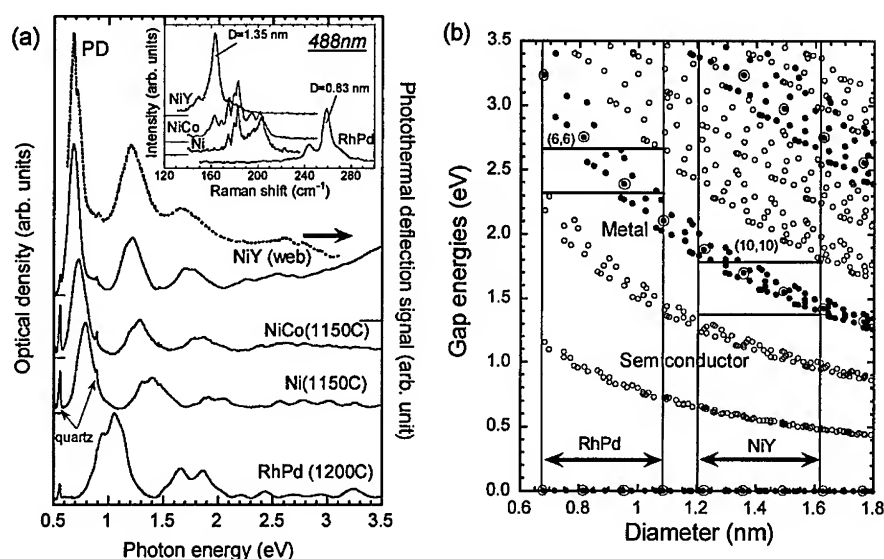 (a)
PD
488nm
D=1.35 nm
D=0.83 nm
NiY
NiCo
Ni
RhPd
Intensity (arb. units)
120 160 200 240 300
Raman shift (cm-1)
Optical density (arb. units)
Photothermal deflection signal (arb. unit)
NiY (web)
NiCo(1150C)
Ni(1150C)
quartz
RhPd (1200C)
0.5 1 1.5 2 2.5 3 3.5
Photon energy (eV)
(b)
3.5
3.0
2.5
2.0
1.5
1.0
0.5
0.0
Gap energies (eV)
(6,6)
Metal
(10,10)
Semiconductor
RhPd
NiY
0.6 0.8 1.0 1.2 1.4 1.6 1.8
Diameter (nm)